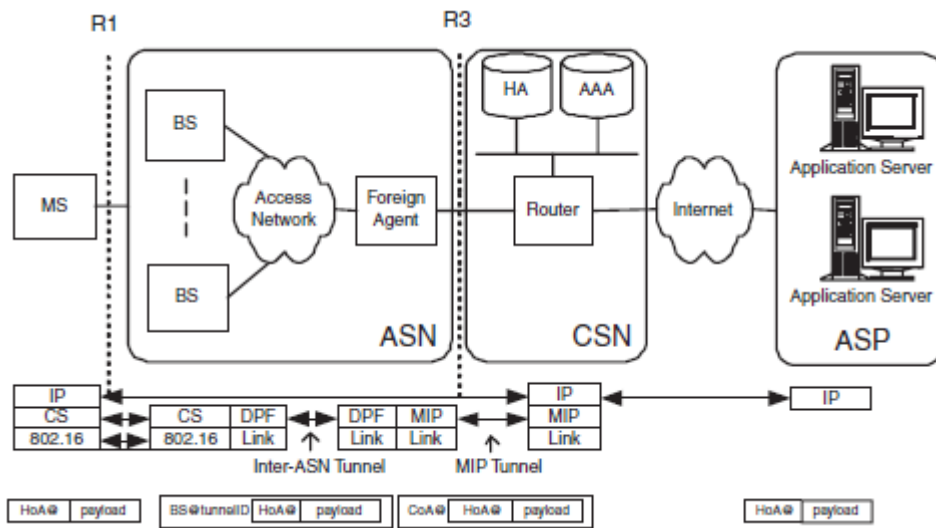 R1
R3
HA
AAA
BS
Application Server
MS
Access
Network
Foreign
Agent
Router
Internet
BS
Application Server
ASN
CSN
ASP
IP
IP
IP
CS
CS
DPF
DPF
MIP
MIP
802.16
802.16
Link
Link
Link
Link
Inter-ASN Tunnel
MIP Tunnel
HoA@ payload
BS@tunnelID HoA@ payload
CoA@ HoA@ payload
HoA@ payload